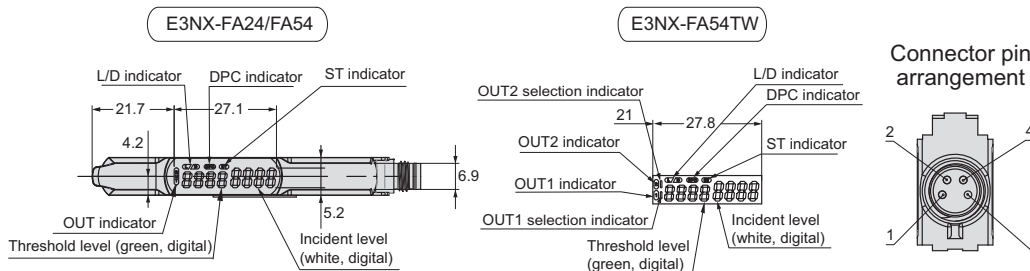 E3NX-FA24/FA54
L/D indicator
DPC indicator
ST indicator
21.7
27.1
4.2
6.9
5.2
OUT indicator
Threshold level (green, digital)
Incident level
(white, digital)
E3NX-FA54TW
L/D indicator
OUT2 selection indicator
DPC indicator
21
27.8
OUT2 indicator
ST indicator
OUT1 indicator
OUT1 selection indicator
Threshold level
(green, digital)
Incident level
(white, digital)
Connector pin
arrangement
2
4
1